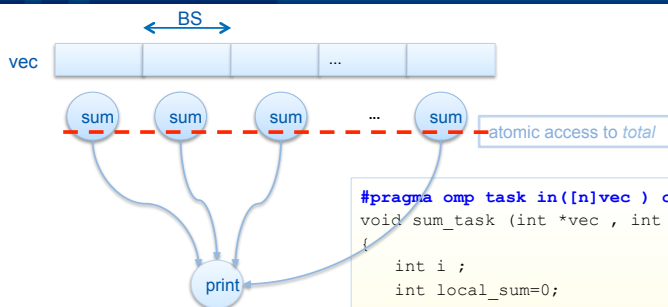 BS
vec
...
sum sum sum ... sum
atomic access to total
#pragma omp task in([n]vec )
void sum_task (int *vec , int
{
int i ;
int local_sum=0;
print